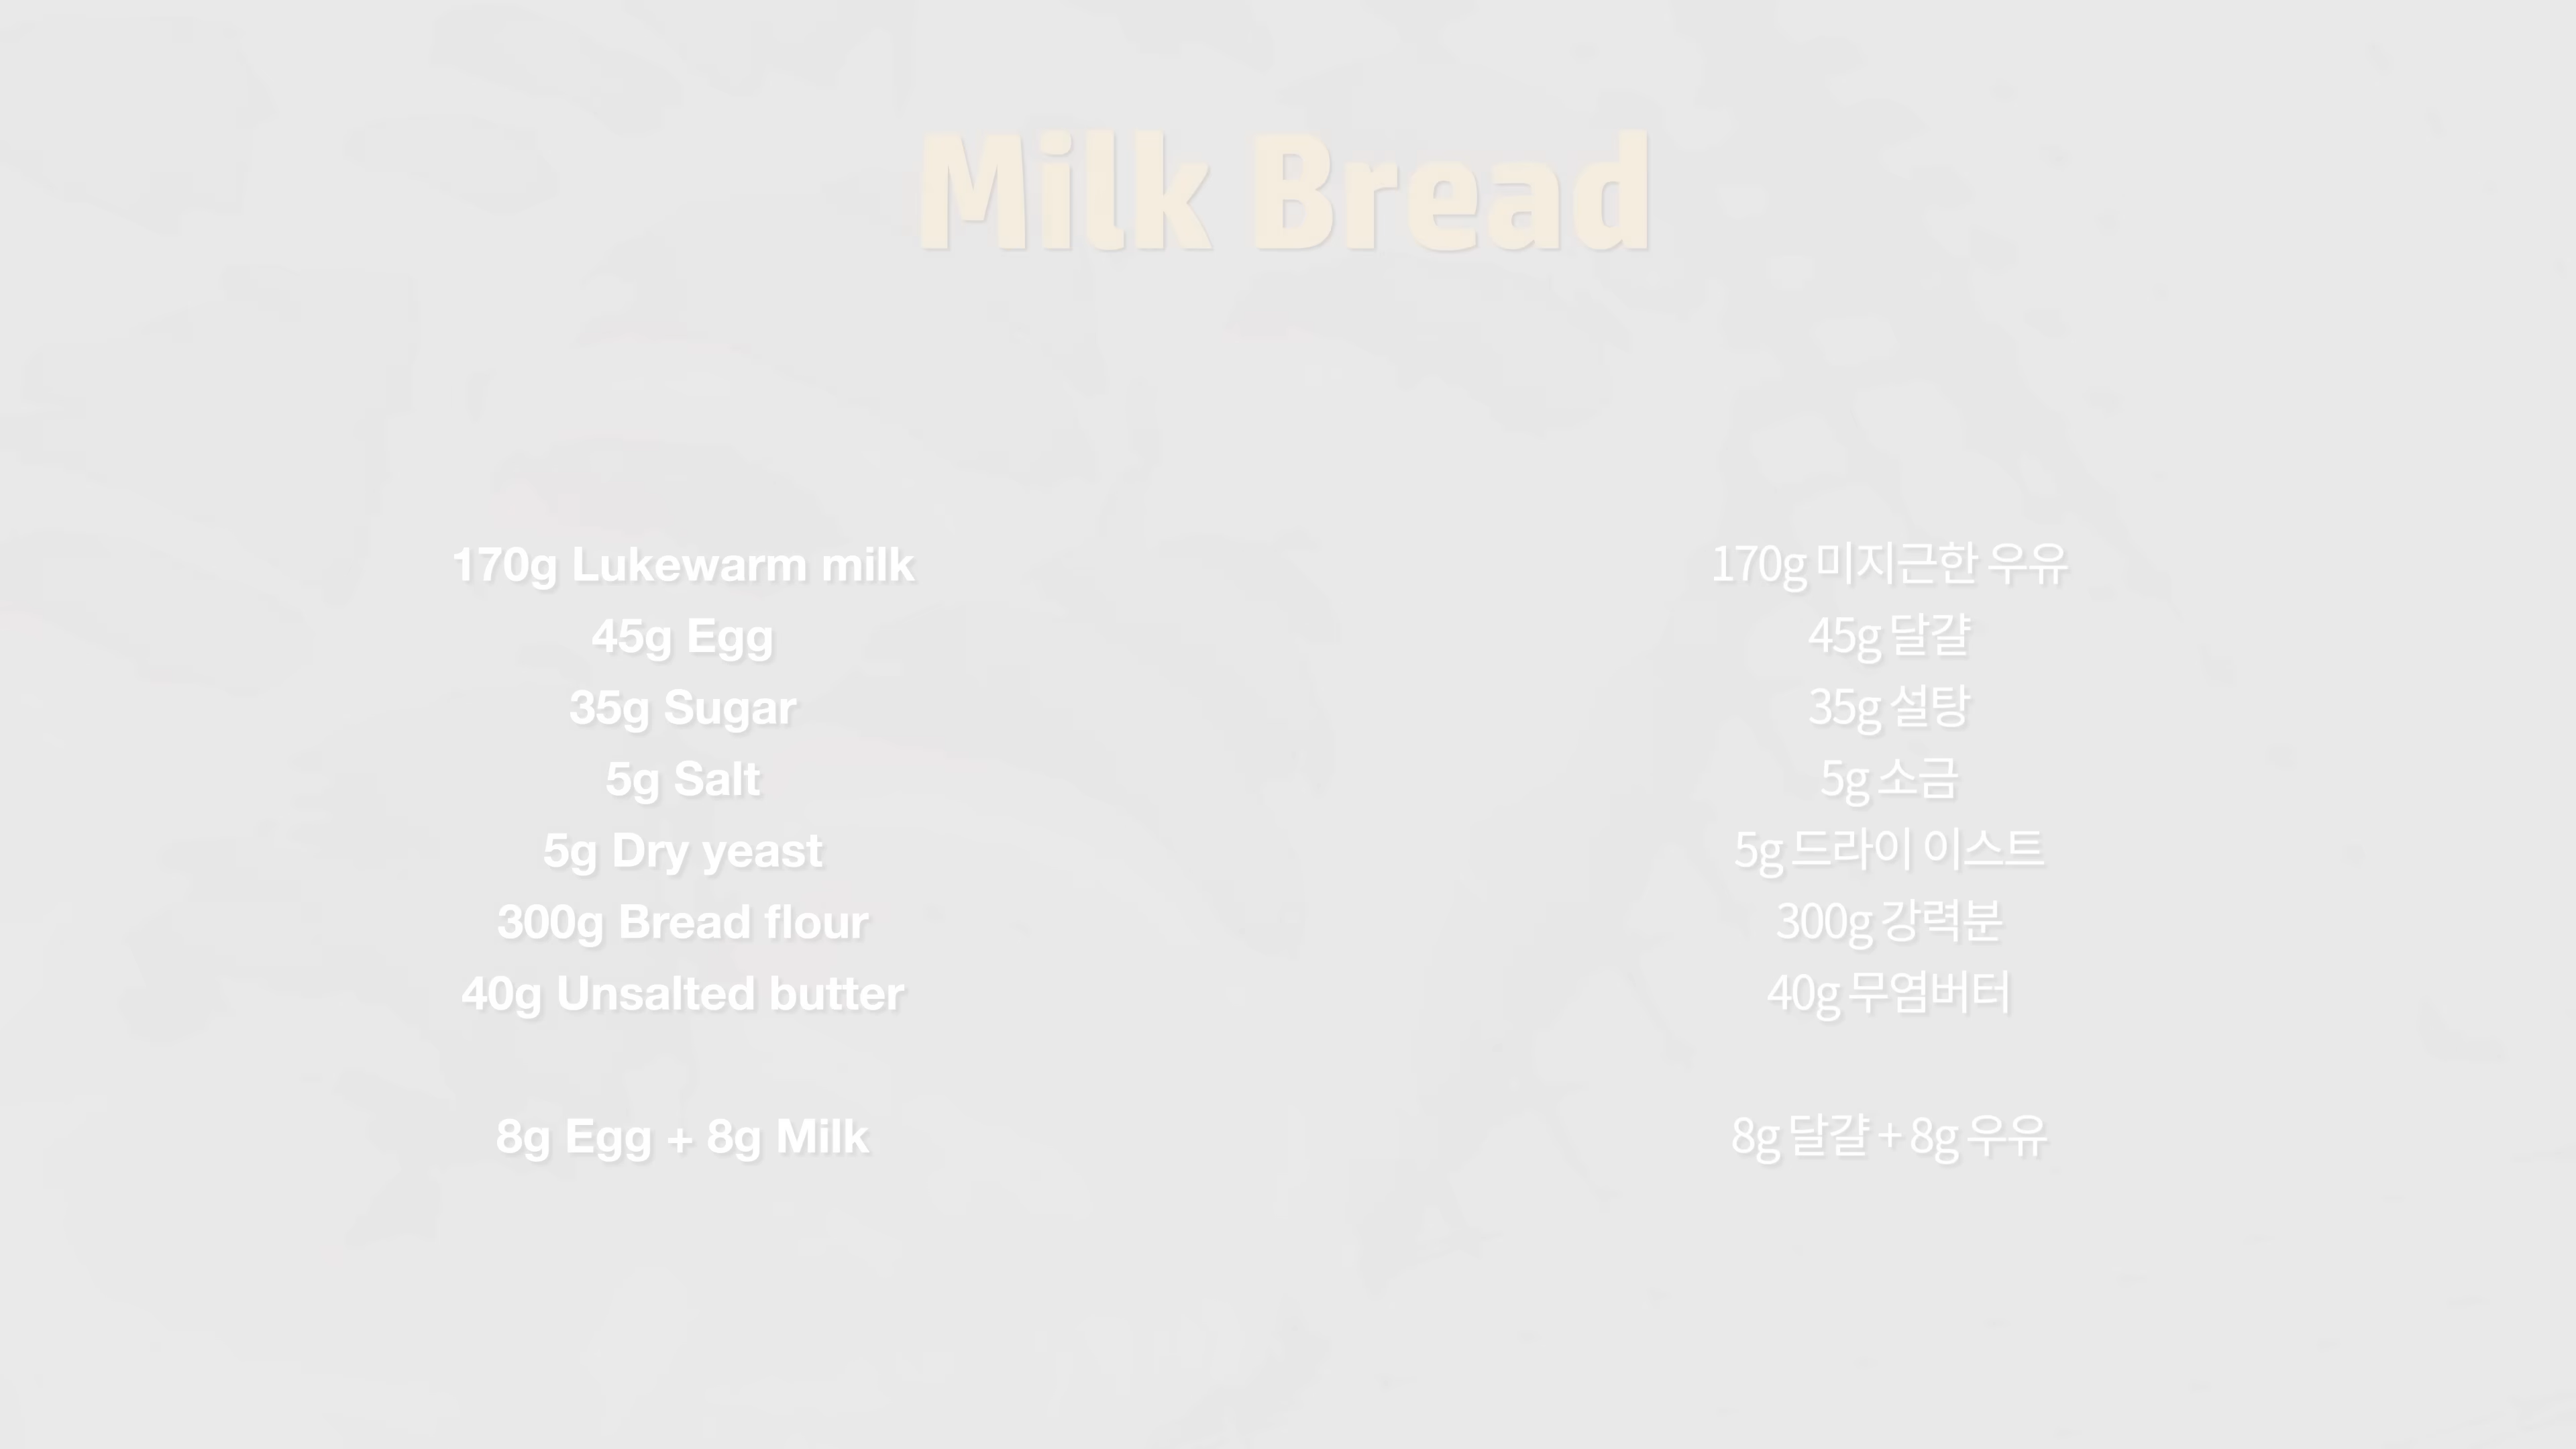 Milk Bread
170g Lukewarm milk
45g Egg
35g Sugar
5g Salt
5g Dry yeast
300g Bread flour
40g Unsalted butter
8g Egg + 8g Milk
170g 미지근한 우유
45g 달걀
35g 설탕
5g 소금
5g 드라이 이스트
300g 강력분
40g 무염버터
8g 달걀 + 8g 우유